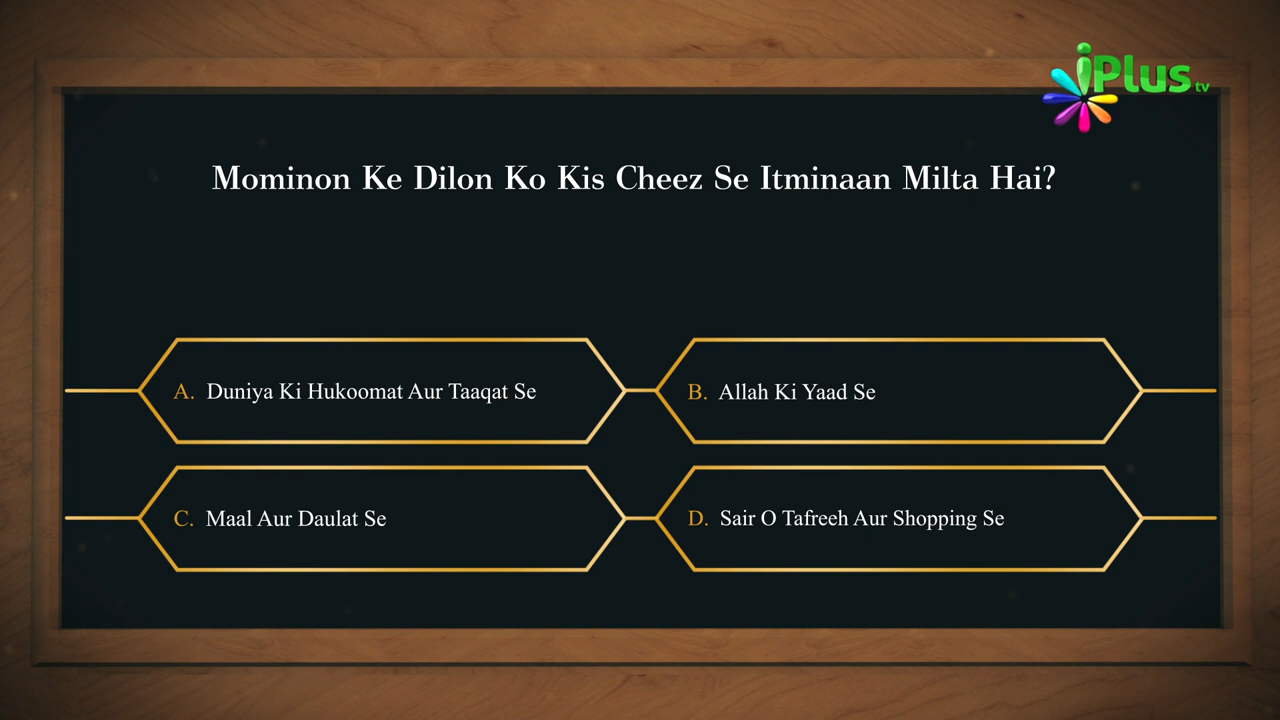 iPlus tv
Mominon Ke Dilon Ko Kis Cheez Se Itminaan Milta Hai?
A. Duniya Ki Hukoomat Aur Taaqat Se
B. Allah Ki Yaad Se
C. Maal Aur Daulat Se
D. Sair O Tafreeh Aur Shopping Se